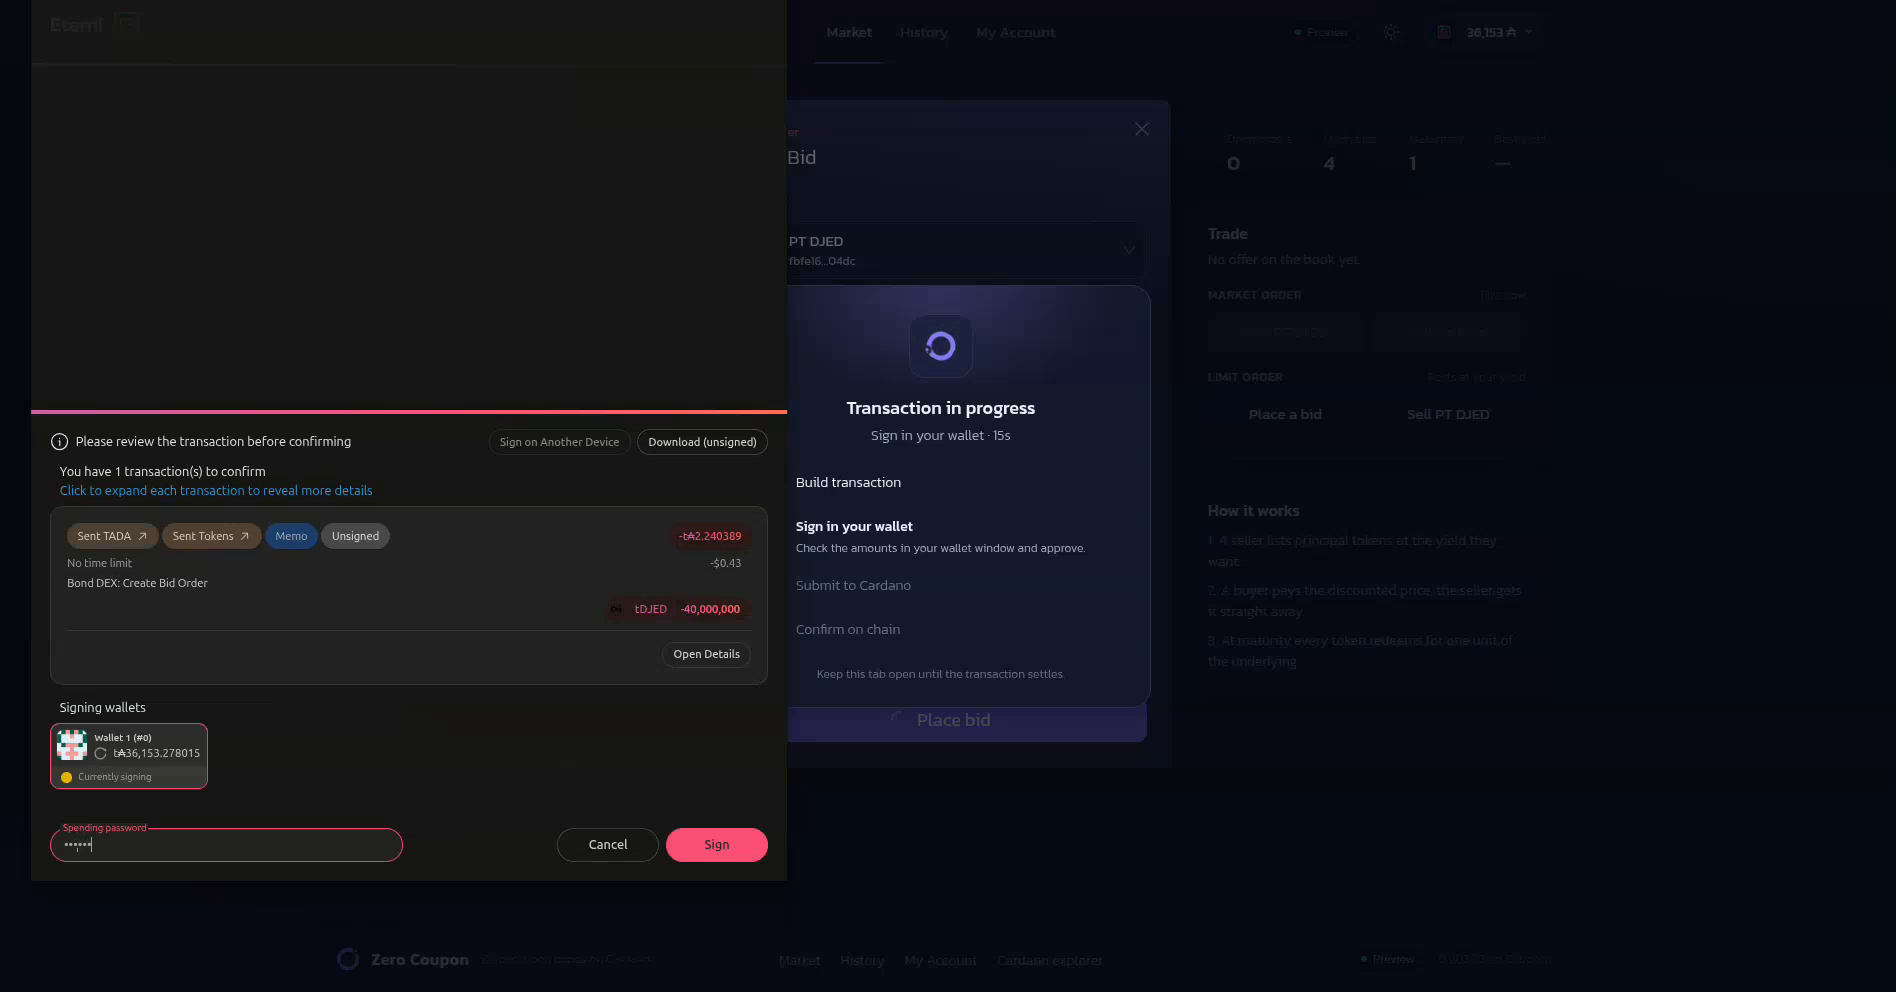 Eternl
Market History My Account
Preview
36,153 ₳
Bid
PT DJED
fbfe16...04dc
0 4 1 —
Trade
No offer on the book yet.
MARKET ORDER
LIMIT ORDER
Place a bid Sell PT DJED
How it works
1. A seller lists principal tokens at the yield they
want.
2. A buyer pays the discounted price, the seller gets
it straight away.
3. At maturity every token redeems for one unit of
the underlying.
Transaction in progress
Sign in your wallet · 15s
Build transaction
Sign in your wallet
Check the amounts in your wallet window and approve.
Submit to Cardano
Confirm on chain
Keep this tab open until the transaction settles.
Place bid
Please review the transaction before confirming
Sign on Another Device Download (unsigned)
You have 1 transaction(s) to confirm
Click to expand each transaction to reveal more details
Sent TADA Sent Tokens Memo Unsigned
-t₳2.240389
No time limit
-$0.43
Bond DEX: Create Bid Order
tDJED -40,000,000
Open Details
Signing wallets
Wallet 1 (#0)
t₳36,153.278015
Currently signing
Spending password
Cancel Sign
Zero Coupon
Market History My Account Cardano explorer
Preview